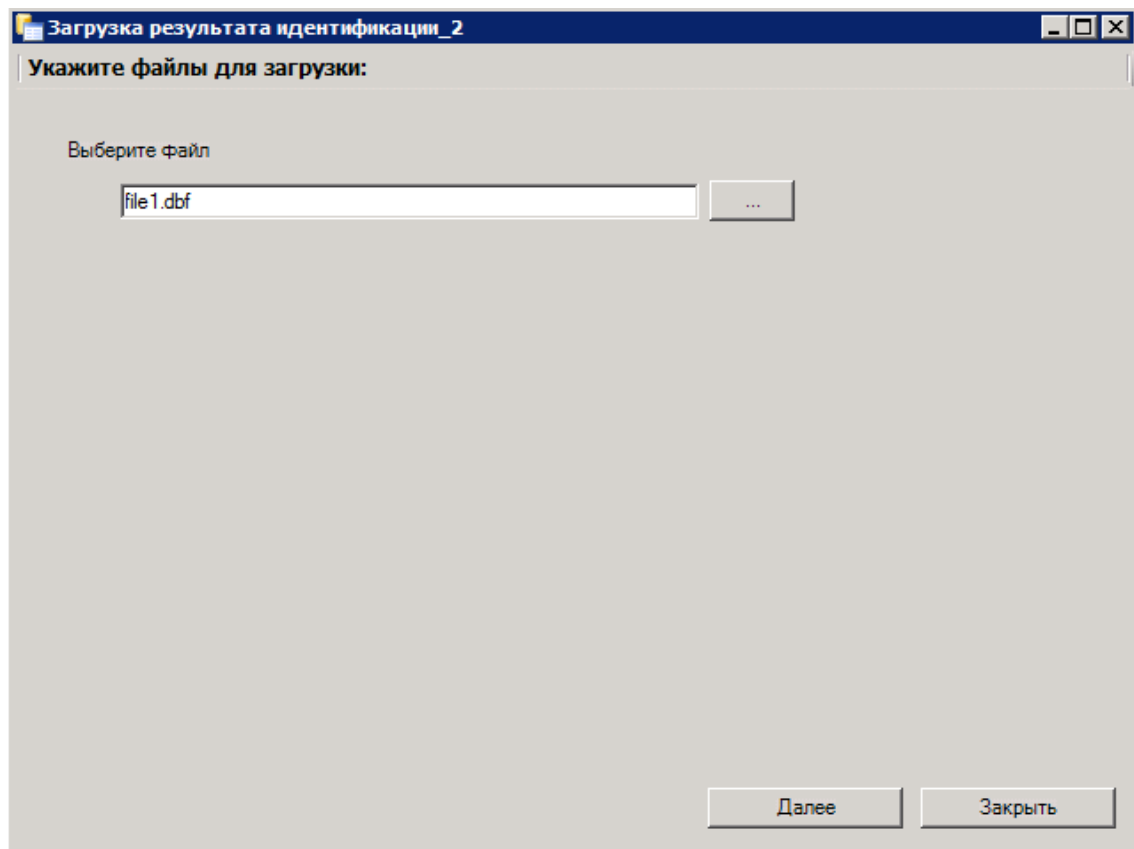 Загрузка результата идентификации_2
Укажите файлы для загрузки:
Выберите файл
file1.dbf
...
Далее
Закрыть